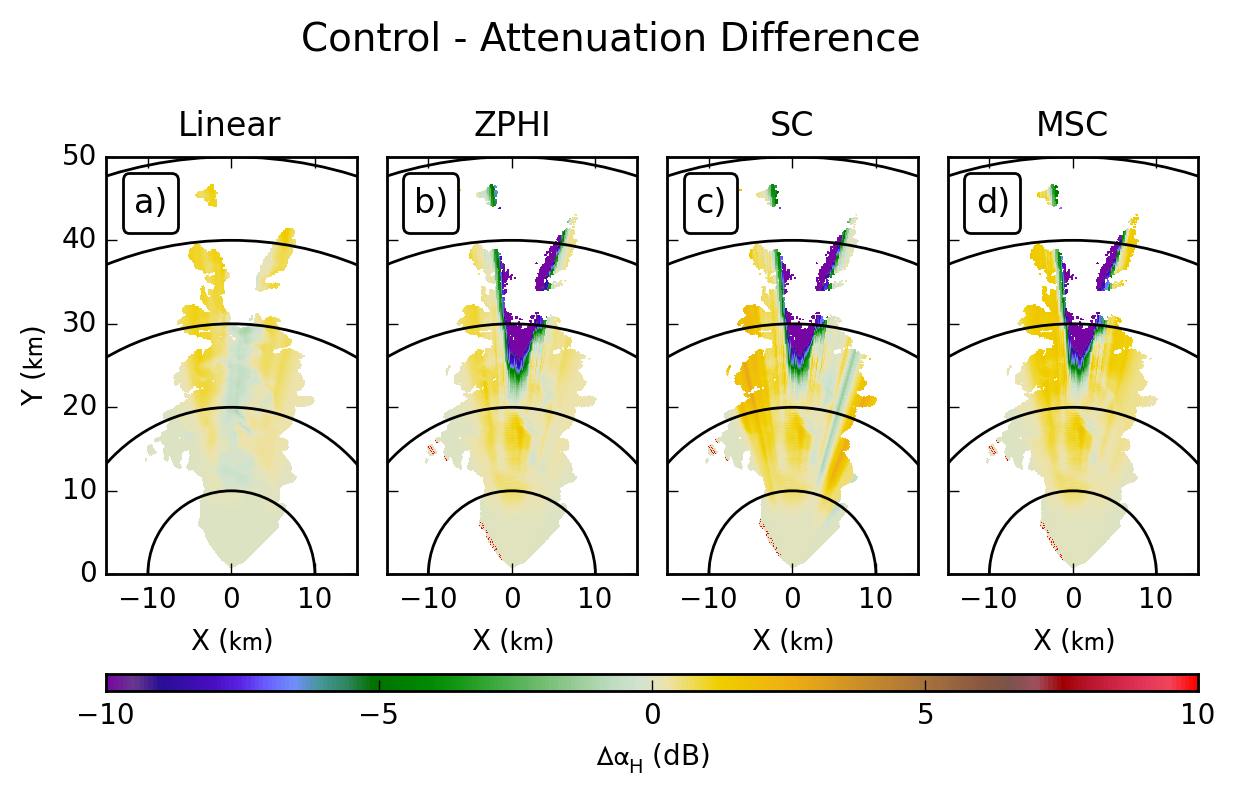 Control - Attenuation Difference
Linear ZPHI SC MSC
a) b) c) d)
50
40
30
20
10
0
Y (km)
−10 0 10 −10 0 10 −10 0 10 −10 0 10
X (km) X (km) X (km) X (km)
−10 −5 0 5 10
Δα_H (dB)